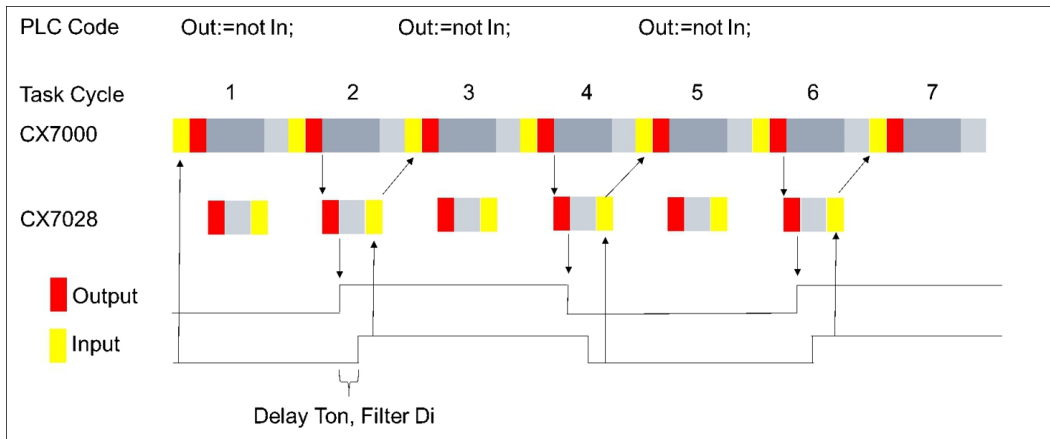 PLC Code Out:=not In; Out:=not In; Out:=not In;
Task Cycle 1 2 3 4 5 6 7
CX7000
CX7028
Output
Input
Delay Ton, Filter Di